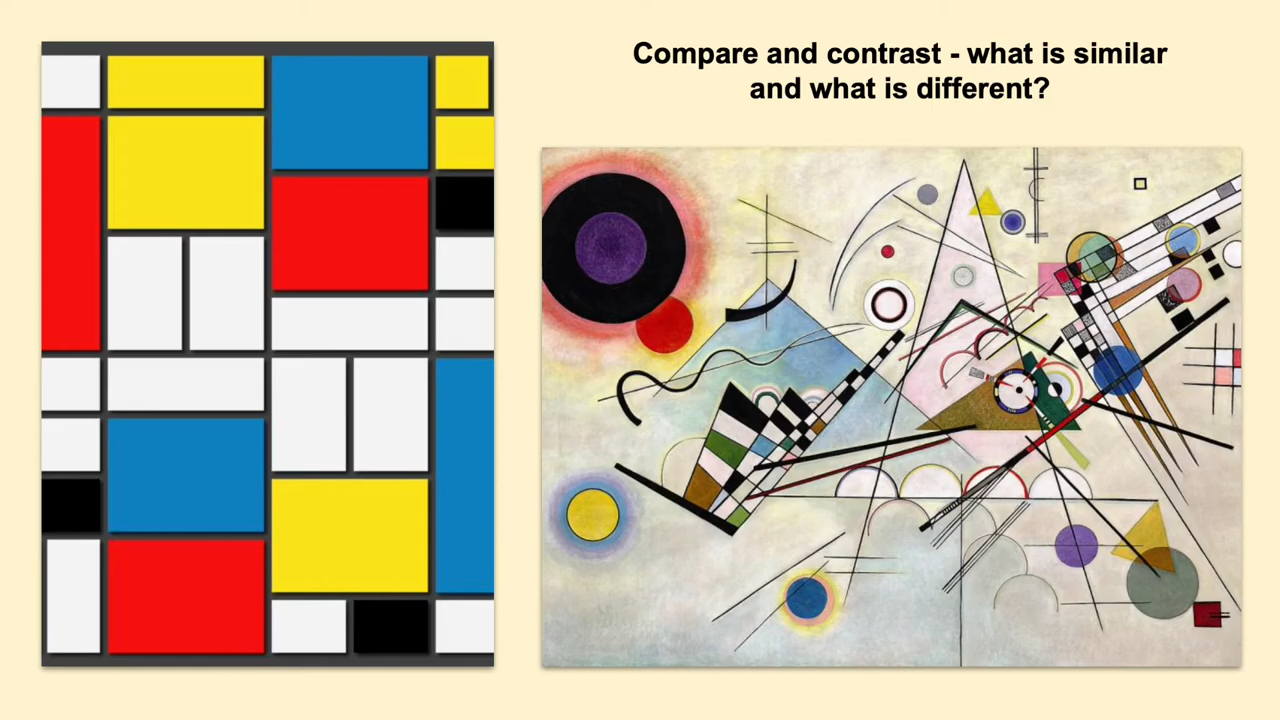 Compare and contrast - what is similar
and what is different?